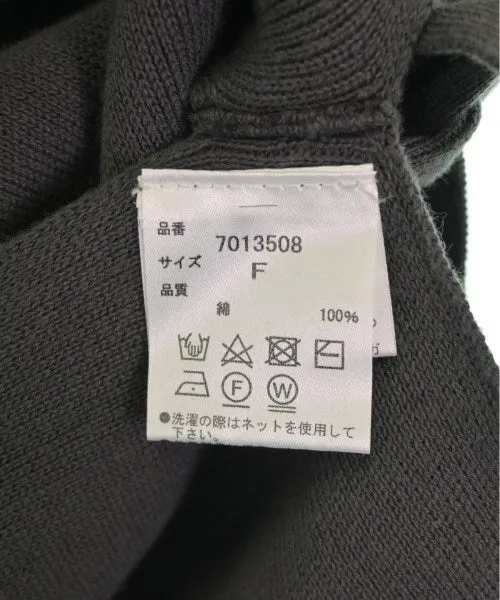 品番 7013508
サイズ F
品質
綿 100%
F W
●洗濯の際はネットを使用して
下さい。